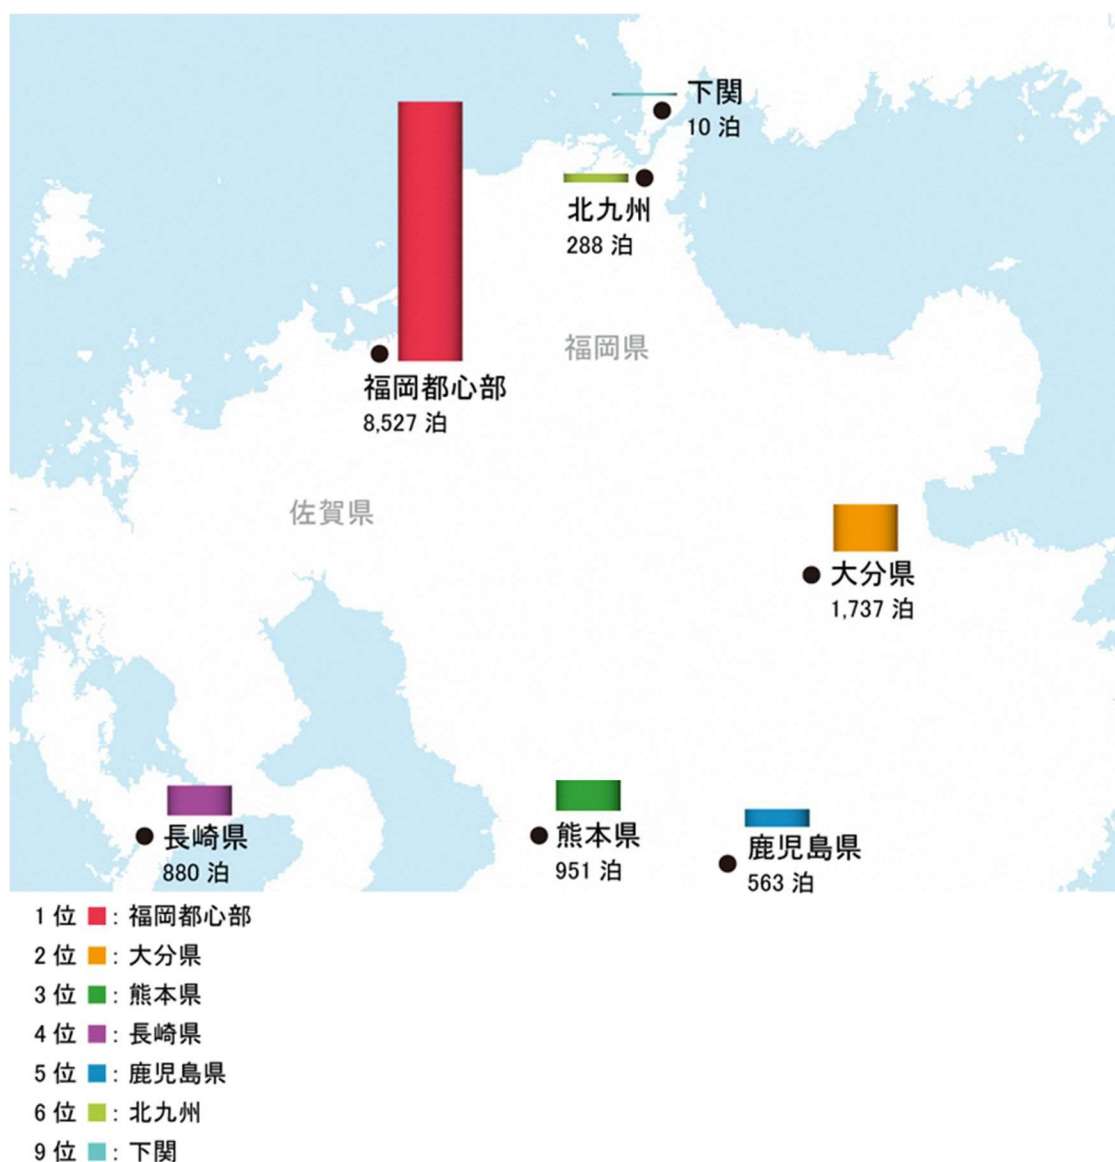 下関
10 泊
北九州
288 泊
福岡県
福岡都心部
8,527 泊
佐賀県
大分県
1,737 泊
長崎県
880 泊
熊本県
951 泊
鹿児島県
563 泊
1 位 : 福岡都心部
2 位 : 大分県
3 位 : 熊本県
4 位 : 長崎県
5 位 : 鹿児島県
6 位 : 北九州
9 位 : 下関